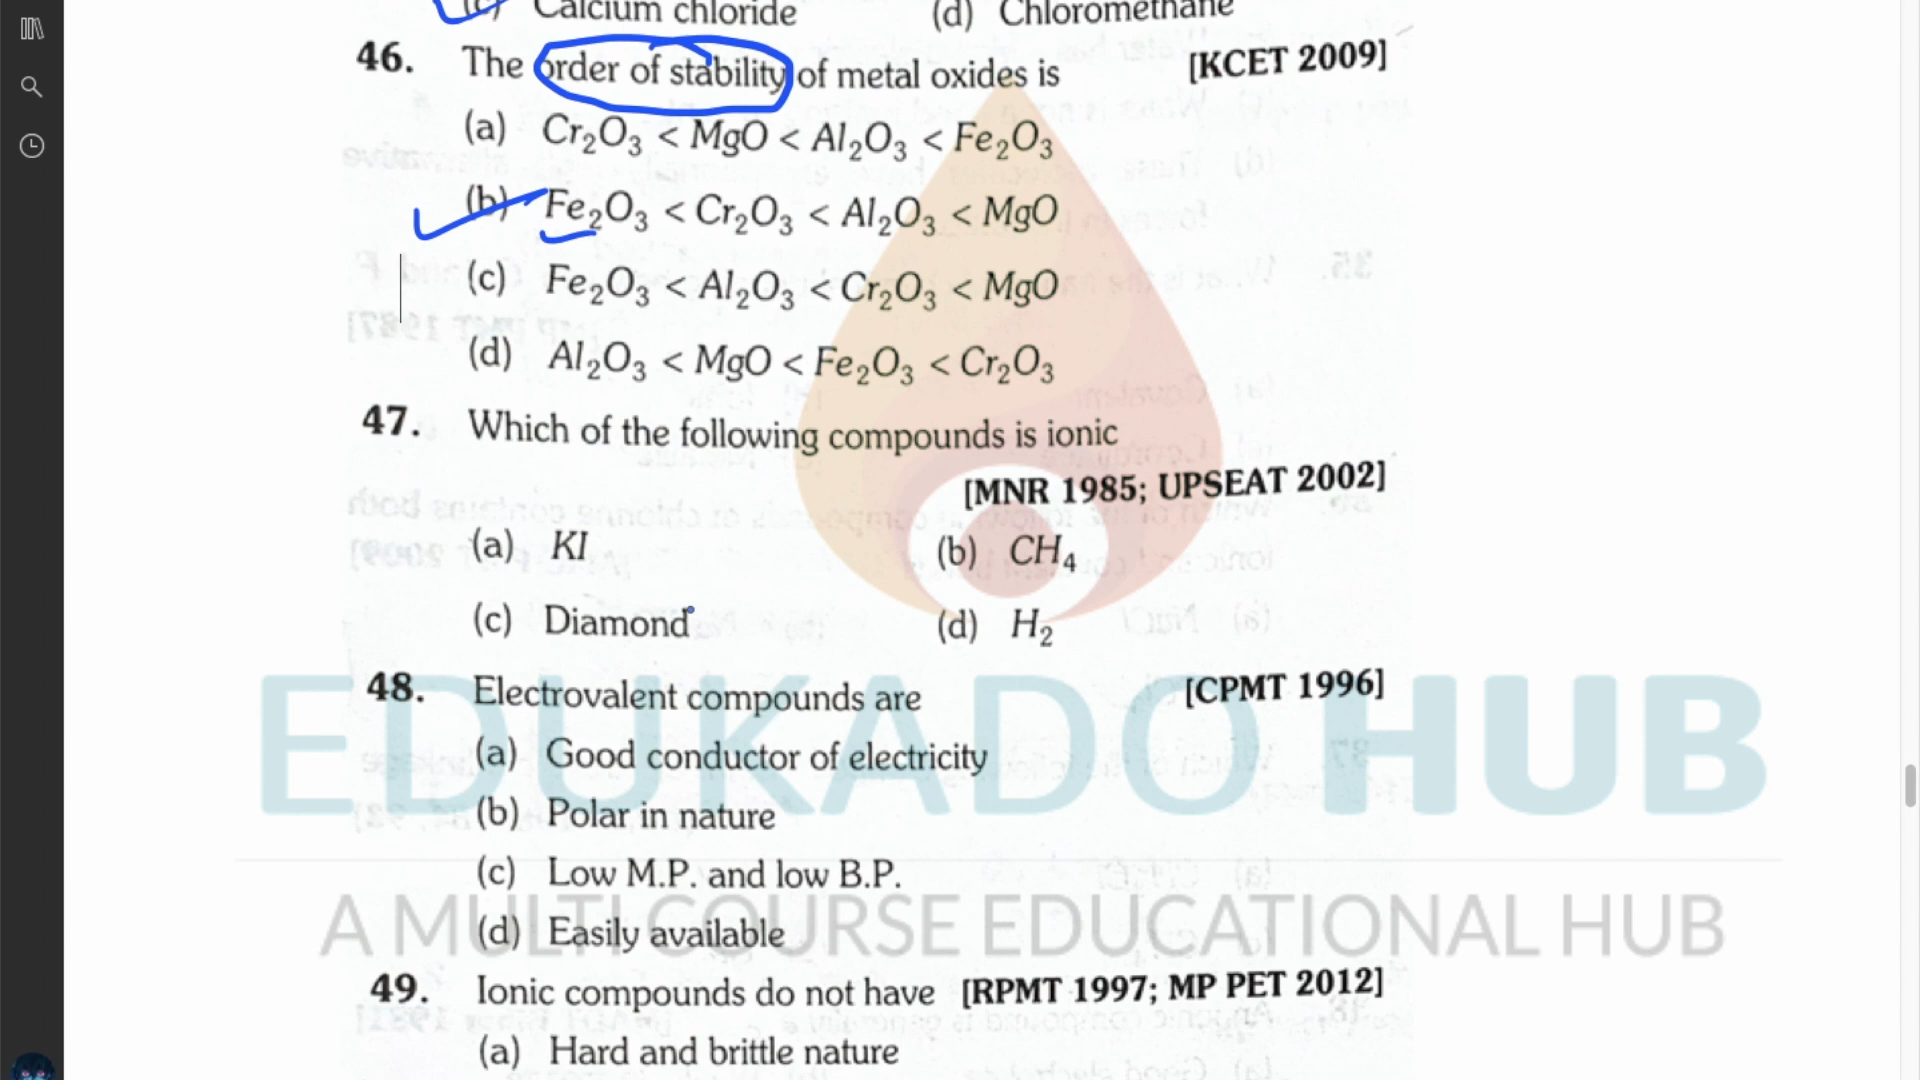 (c) Calcium chloride (d) Chloromethane
46. The order of stability of metal oxides is [KCET 2009]
(a) Cr₂O₃ < MgO < Al₂O₃ < Fe₂O₃
(b) Fe₂O₃ < Cr₂O₃ < Al₂O₃ < MgO
(c) Fe₂O₃ < Al₂O₃ < Cr₂O₃ < MgO
(d) Al₂O₃ < MgO < Fe₂O₃ < Cr₂O₃
47. Which of the following compounds is ionic
[MNR 1985; UPSEAT 2002]
(a) KI (b) CH₄
(c) Diamond (d) H₂
48. Electrovalent compounds are [CPMT 1996]
(a) Good conductor of electricity
(b) Polar in nature
(c) Low M.P. and low B.P.
(d) Easily available
49. Ionic compounds do not have [RPMT 1997; MP PET 2012]
(a) Hard and brittle nature
EDUKADO HUB
A MULTI COURSE EDUCATIONAL HUB